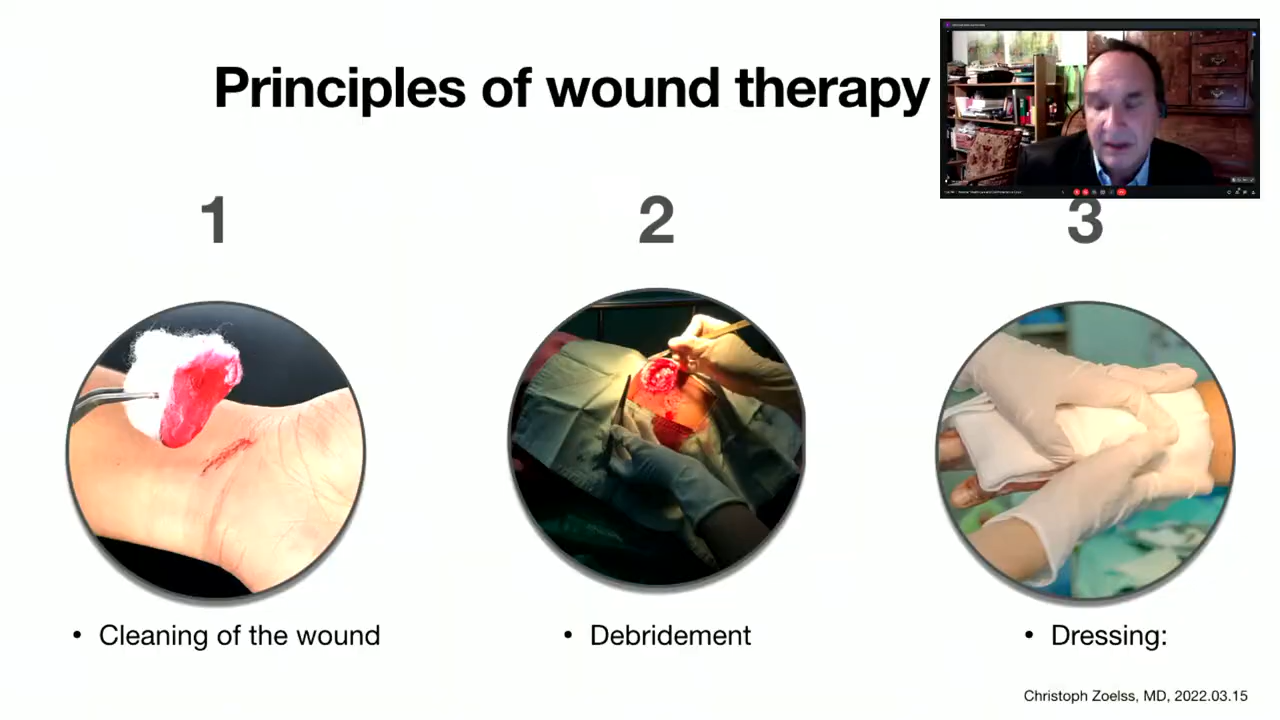 Principles of wound therapy
1
2
3
• Cleaning of the wound
• Debridement
• Dressing:
Christoph Zoelss, MD, 2022.03.15